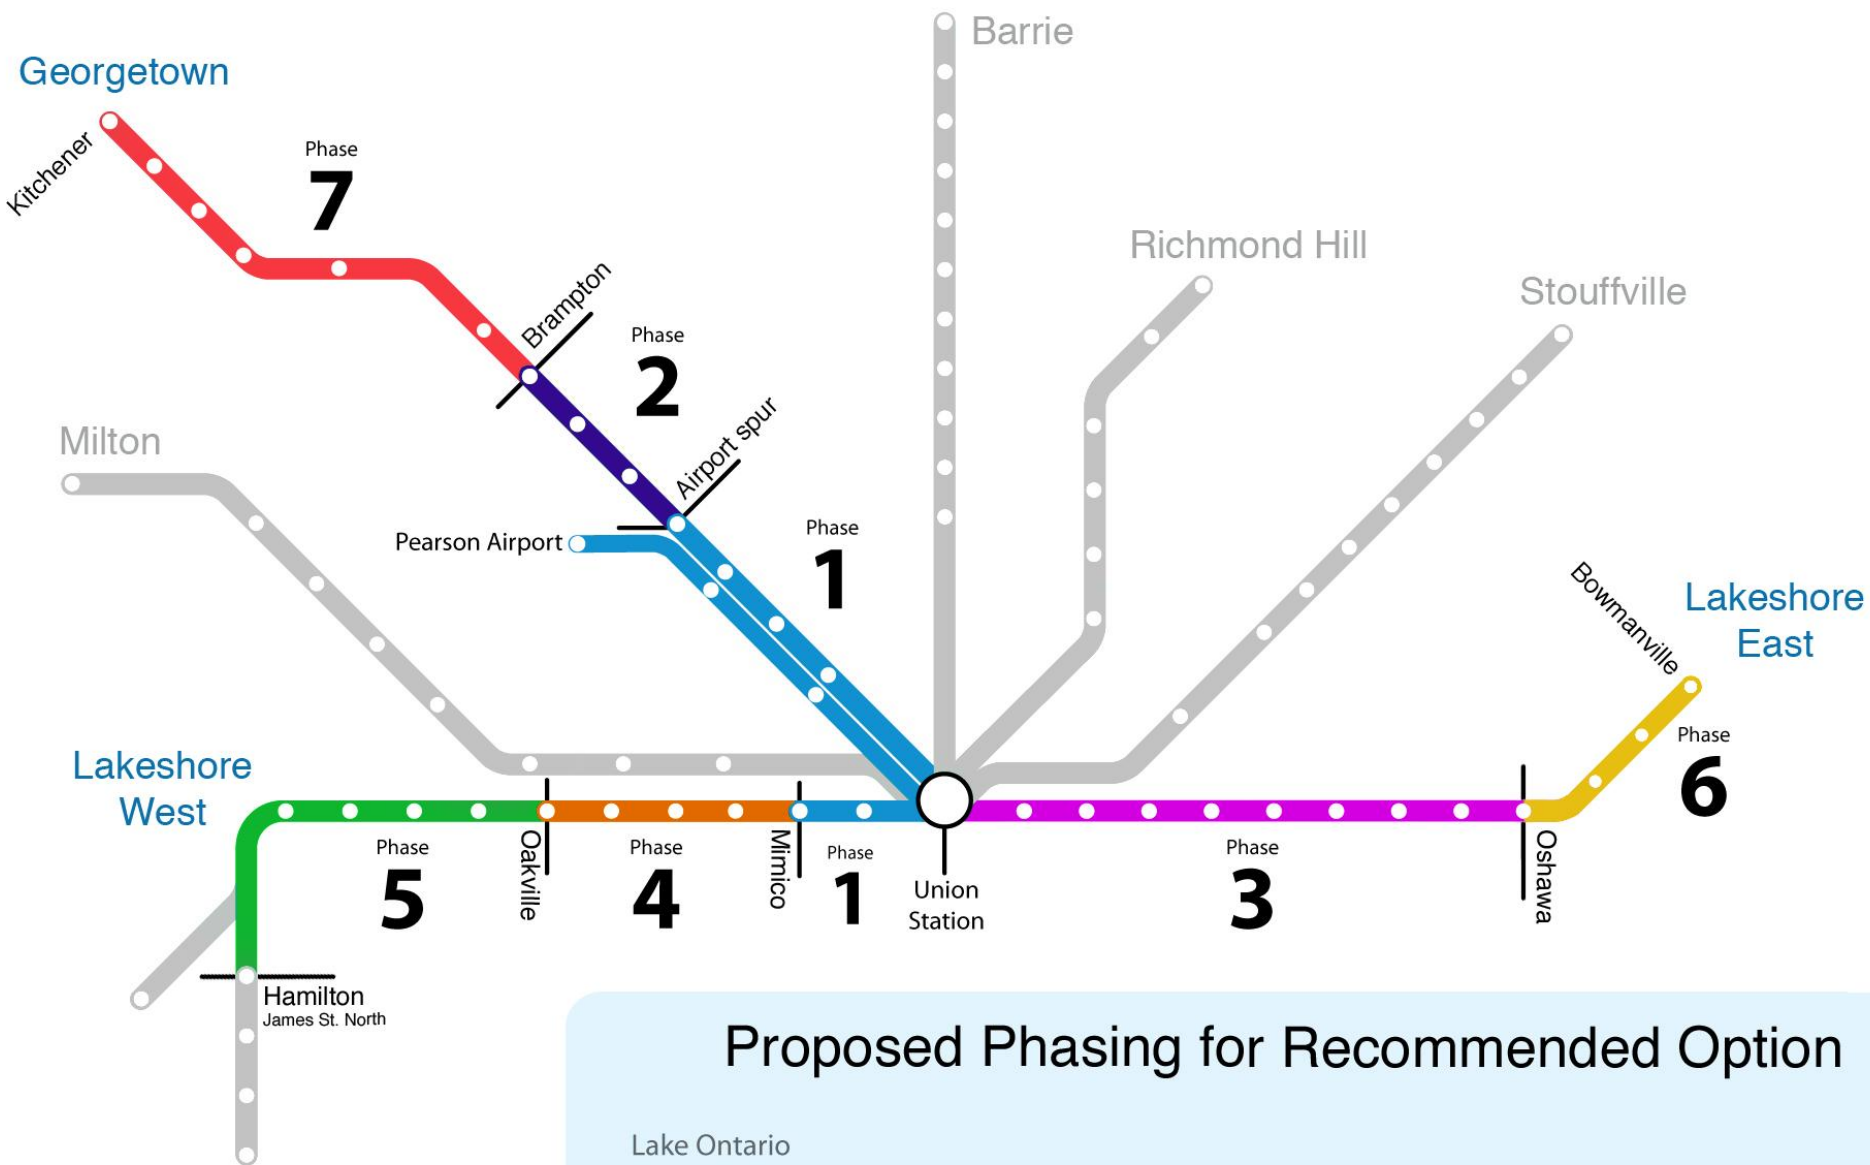 Barrie
Georgetown
Kitchener
Phase
7
Richmond Hill
Stouffville
Brampton
Phase
2
Airport spur
Milton
Pearson Airport
Phase
1
Bowmanville
Lakeshore
East
Phase
6
Lakeshore
West
Phase
5
Oakville
Phase
4
Mimico
Phase
1
Union
Station
Phase
3
Oshawa
Hamilton
James St. North
Proposed Phasing for Recommended Option
Lake Ontario